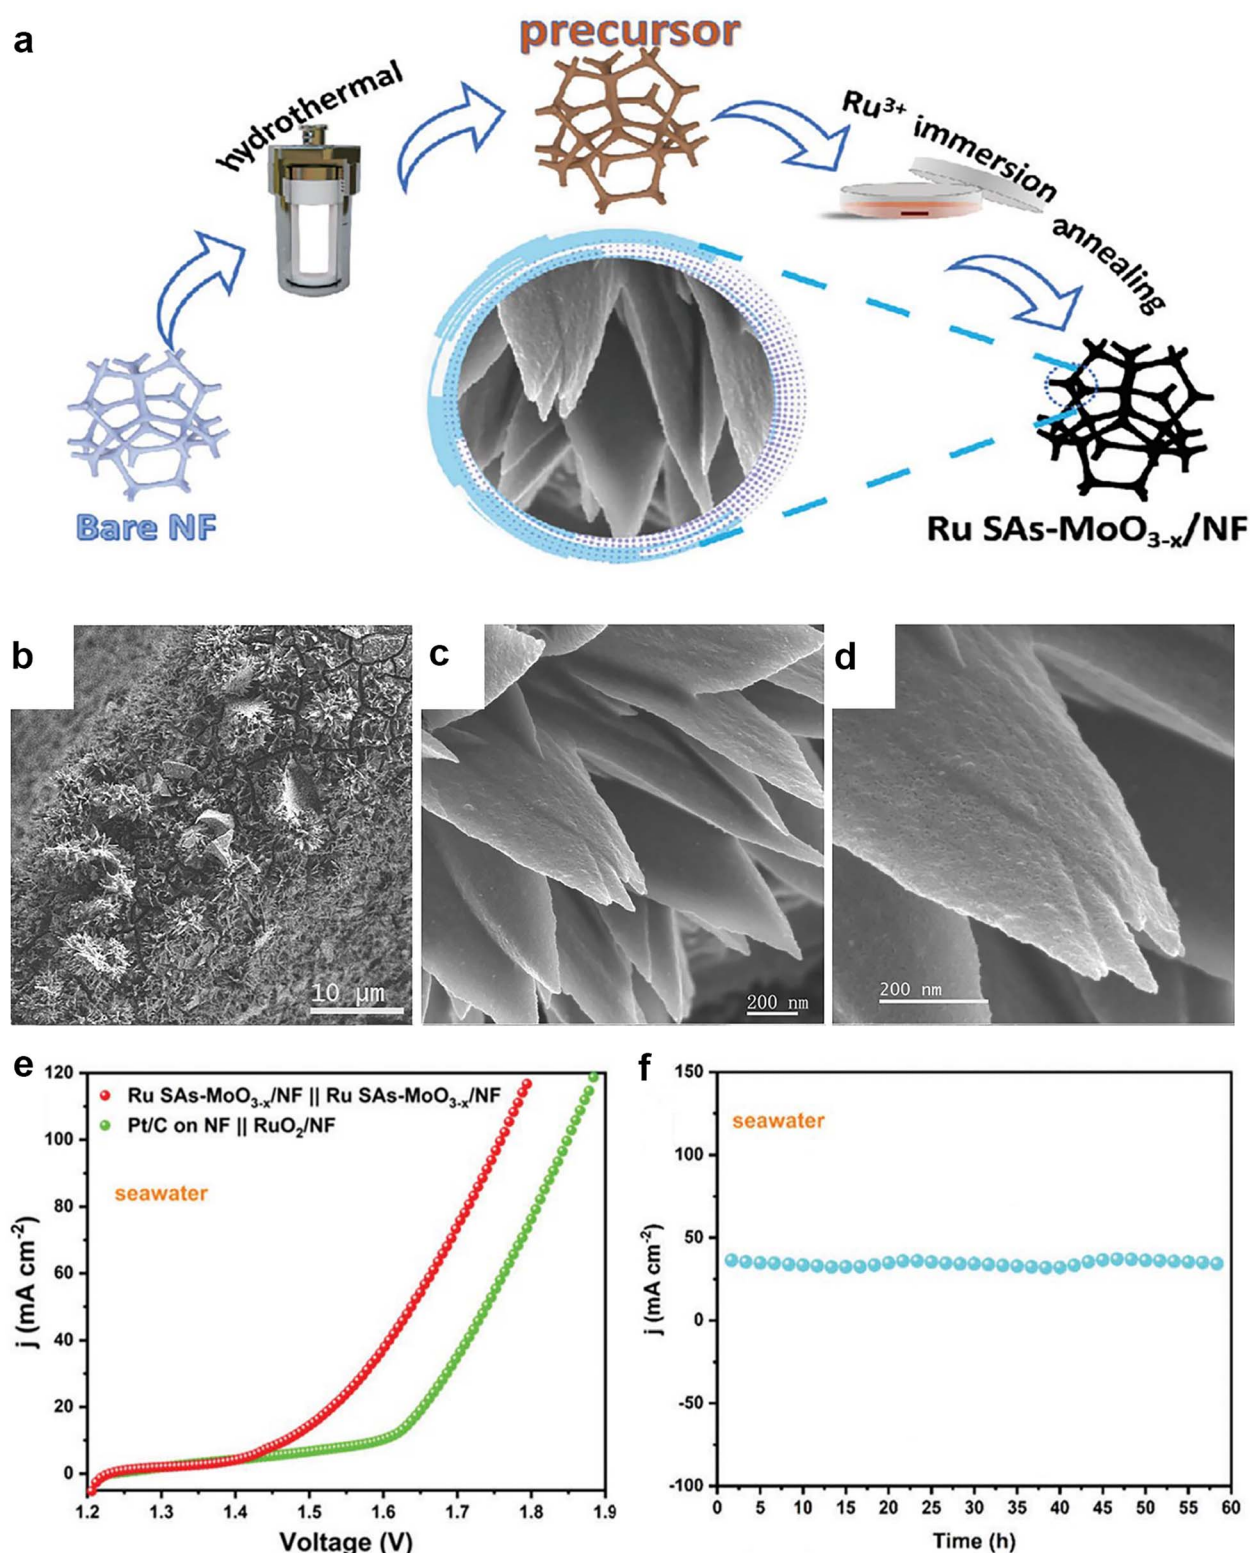 a
precursor
hydrothermal
Ru³⁺ immersion
annealing
Bare NF
Ru SAs-MoO₃₋ₓ/NF
b
10 μm
c
200 nm
d
200 nm
e
120
100
80
60
40
20
0
j (mA cm⁻²)
Ru SAs-MoO₃₋ₓ/NF || Ru SAs-MoO₃₋ₓ/NF
Pt/C on NF || RuO₂/NF
seawater
1.2 1.3 1.4 1.5 1.6 1.7 1.8 1.9
Voltage (V)
f
150
100
50
0
-50
-100
j (mA cm⁻²)
seawater
0 5 10 15 20 25 30 35 40 45 50 55 60
Time (h)